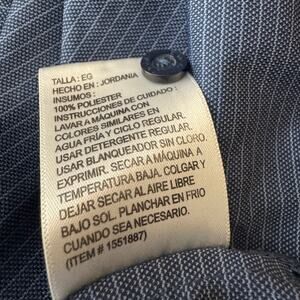 TALLA: EG
HECHO EN: JORDANIA
INSUMOS:
100% POLIESTER
INSTRUCCIONES DE CUIDADO:
LAVAR A MÁQUINA CON
COLORES SIMILARES EN
AGUA FRÍA Y CICLO REGULAR.
USAR DETERGENTE REGULAR.
USAR BLANQUEADOR SIN CLORO.
EXPRIMIR. SECAR A MÁQUINA A
TEMPERATURA BAJA. COLGAR Y
DEJAR SECAR AL AIRE LIBRE
BAJO SOL. PLANCHAR EN FRIO
CUANDO SEA NECESARIO.
(ITEM # 1551887)